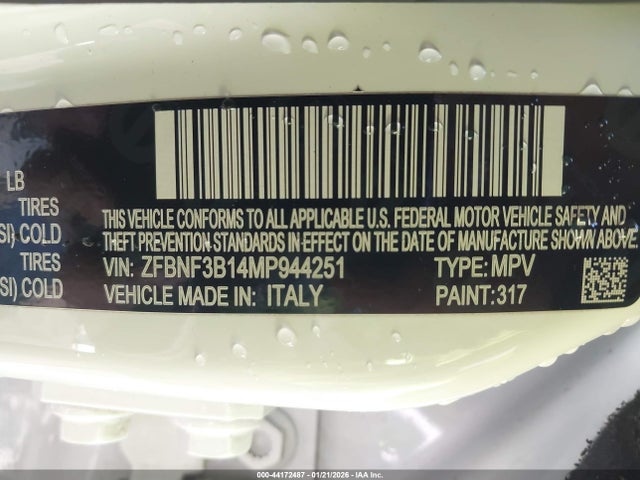 LB
TIRES
SI) COLD
TIRES
SI) COLD
THIS VEHICLE CONFORMS TO ALL APPLICABLE U.S. FEDERAL MOTOR VEHICLE SAFETY AND
THEFT PREVENTION STANDARDS IN EFFECT ON THE DATE OF MANUFACTURE SHOWN ABOVE.
VIN: ZFBNF3B14MP944251 TYPE: MPV
VEHICLE MADE IN: ITALY PAINT:317
000-44172487 - 01/21/2026 - IAA Corp.